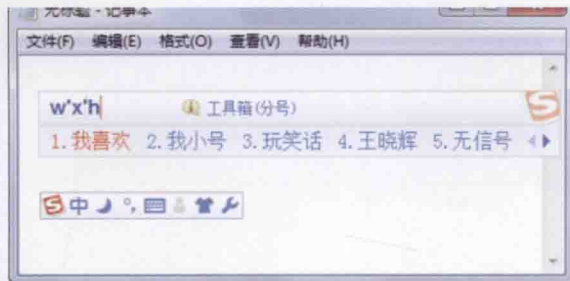 无标题 - 记事本
文件(F) 编辑(E) 格式(O) 查看(V) 帮助(H)
w'x'h 工具箱(分号)
1.我喜欢 2.我小号 3.玩笑话 4.王晓辉 5.无信号
中